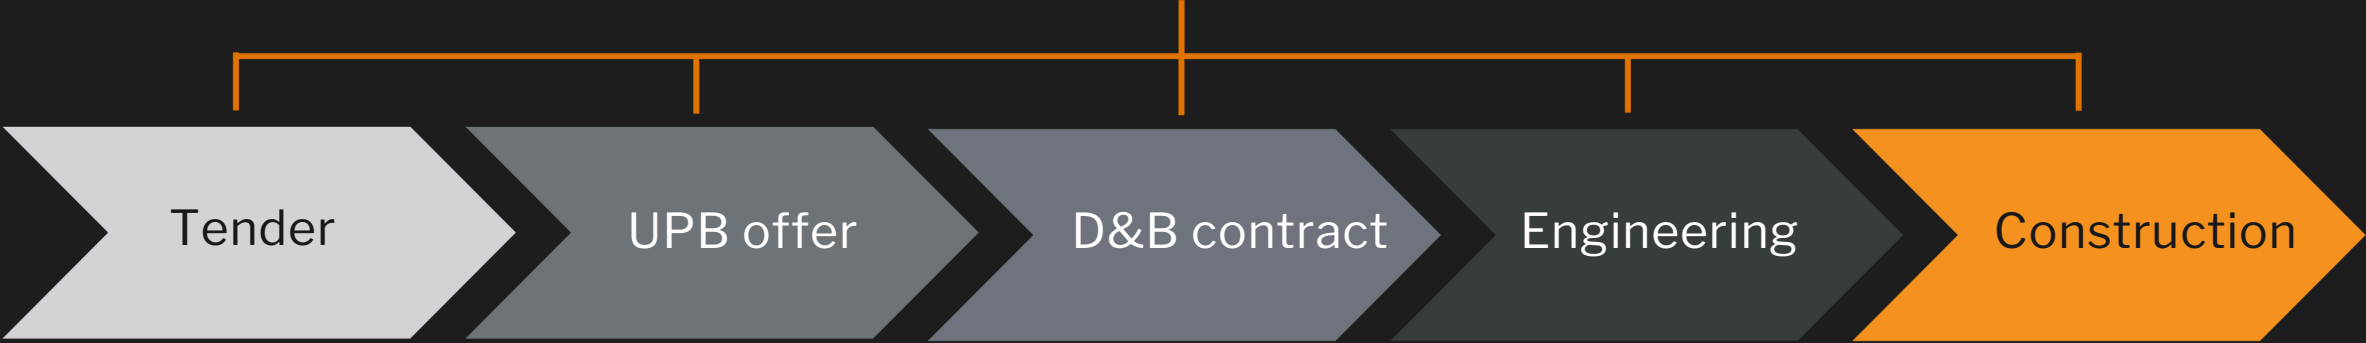 Tender
UPB offer
D&B contract
Engineering
Construction